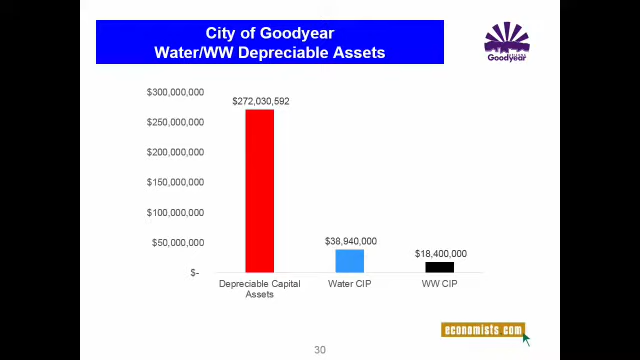 City of Goodyear
Water/WW Depreciable Assets
Goodyear
$300,000,000
$272,030,592
$250,000,000
$200,000,000
$150,000,000
$100,000,000
$50,000,000
$38,940,000
$18,400,000
$-
Depreciable Capital
Assets
Water CIP
WW CIP
economists.com
30